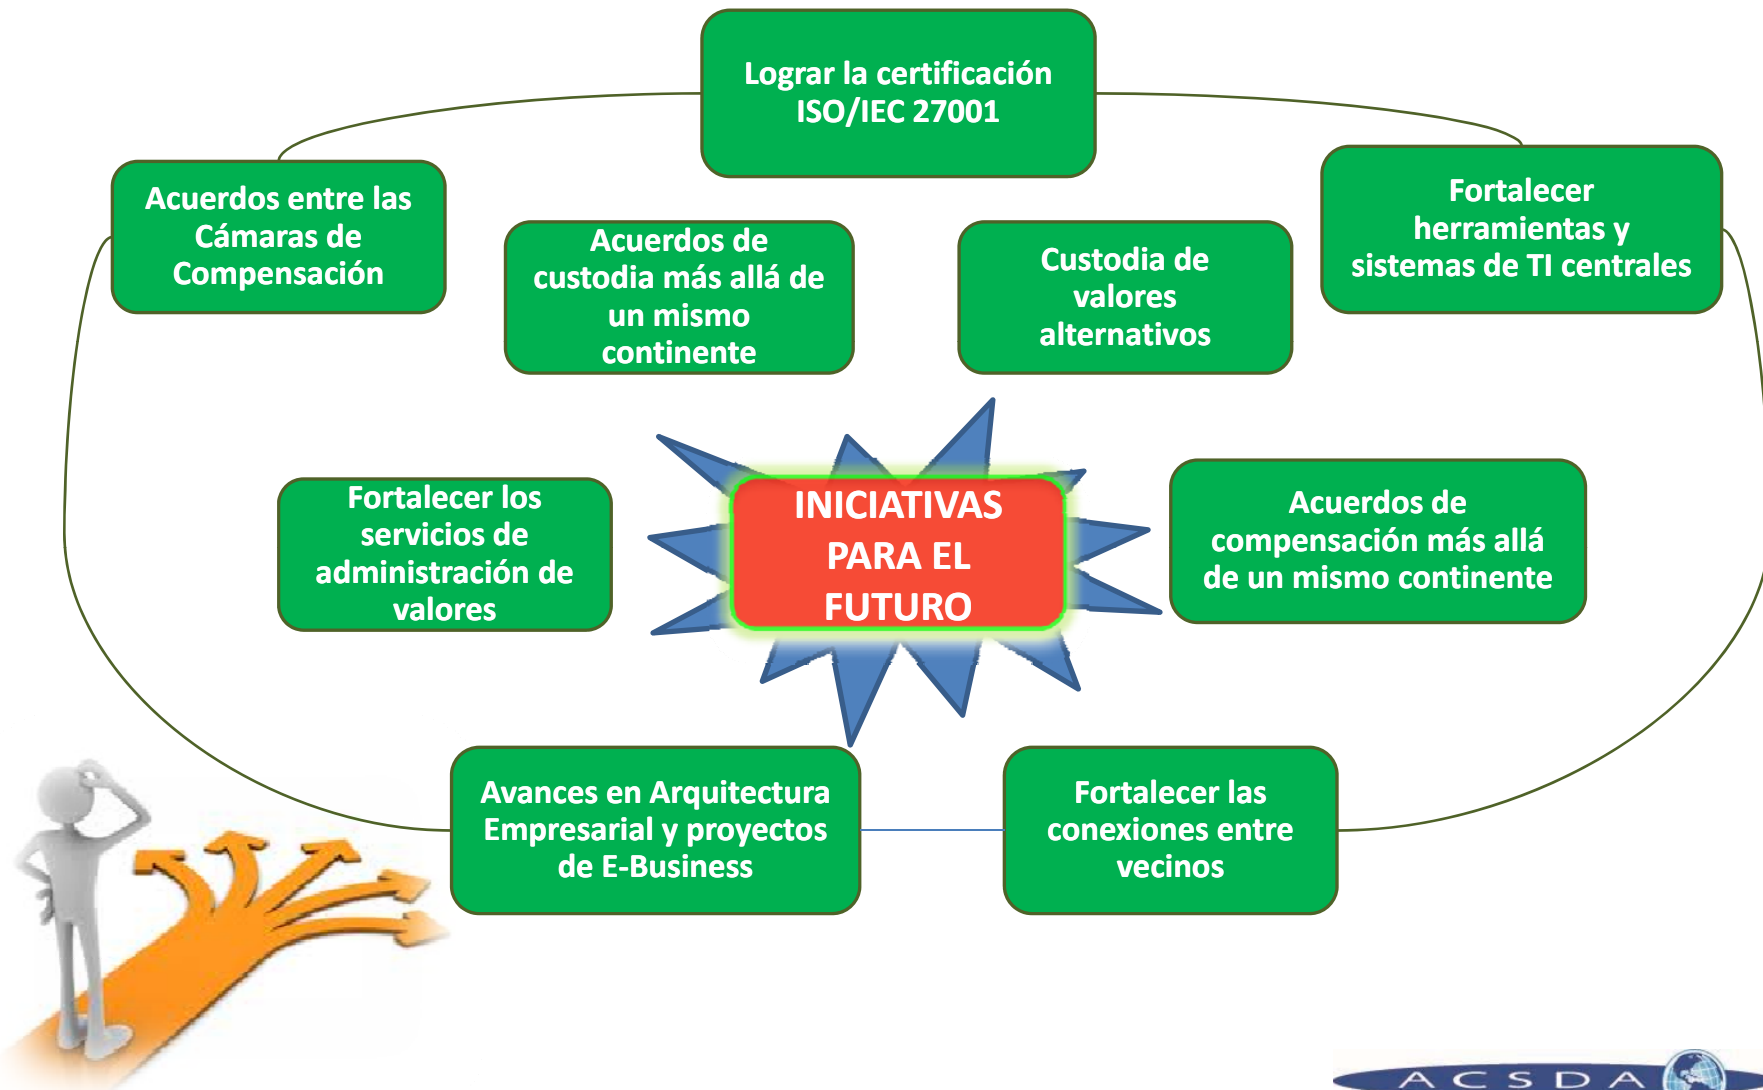 Lograr la certificación
ISO/IEC 27001
Acuerdos entre las
Cámaras de
Compensación
Fortalecer
herramientas y
sistemas de TI centrales
Acuerdos de
custodia más allá de
un mismo
continente
Custodia de
valores
alternativos
Fortalecer los
servicios de
administración de
valores
INICIATIVAS
PARA EL
FUTURO
Acuerdos de
compensación más allá
de un mismo continente
Avances en Arquitectura
Empresarial y proyectos
de E-Business
Fortalecer las
conexiones entre
vecinos
ACSDA